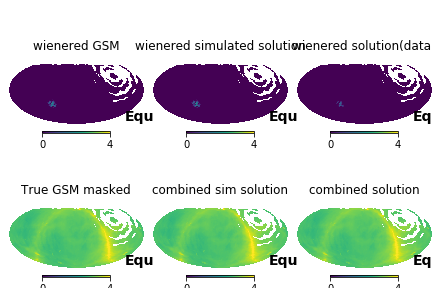 wienered GSM wienered simulated solution wienered solution(data
Equ Equ Eq
0 4 0 4 0 4
True GSM masked combined sim solution combined solution
Equ Equ Eq
0 4 0 4 0 4